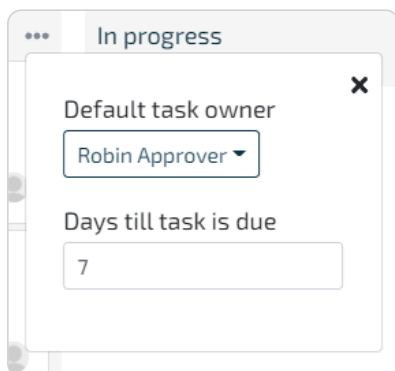 In progress
Default task owner
Robin Approver
Days till task is due
7